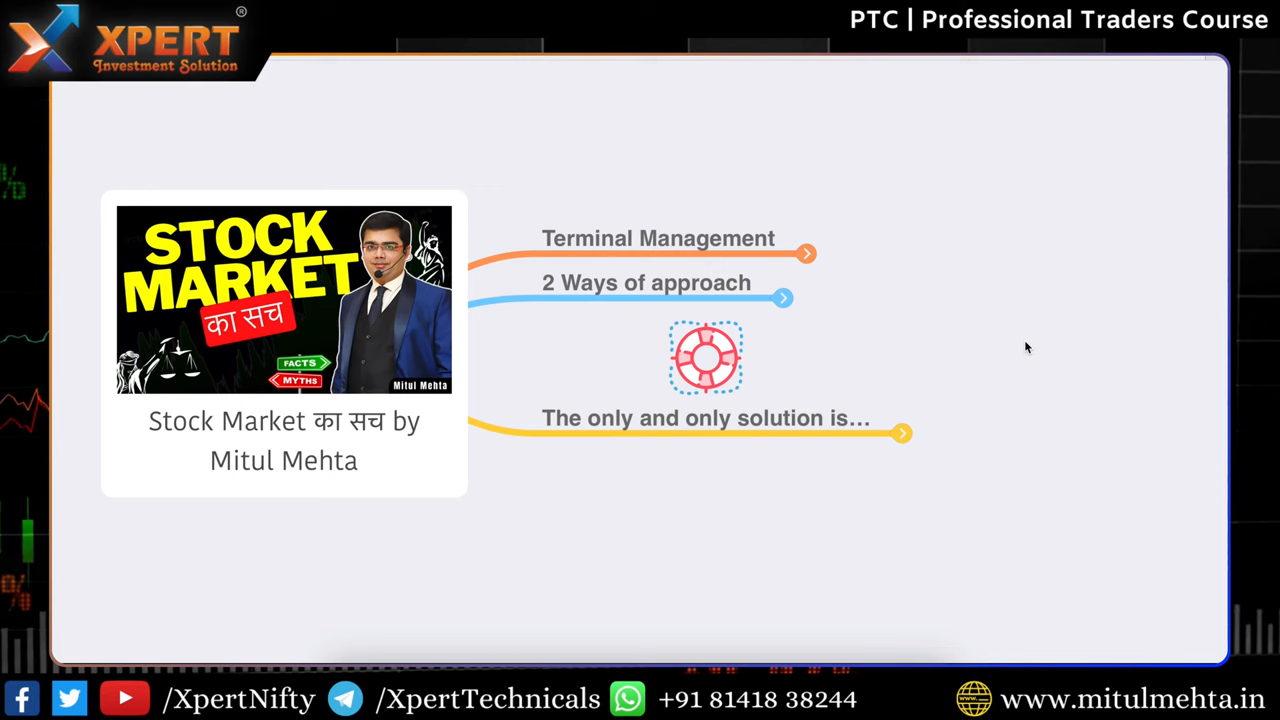 XPERT ®
Investment Solution
PTC | Professional Traders Course
STOCK
MARKET
का सच
FACTS
MYTHS
Mitul Mehta
Stock Market का सच by
Mitul Mehta
Terminal Management
2 Ways of approach
The only and only solution is...
/XpertNifty
/XpertTechnicals
+91 81418 38244
www.mitulmehta.in